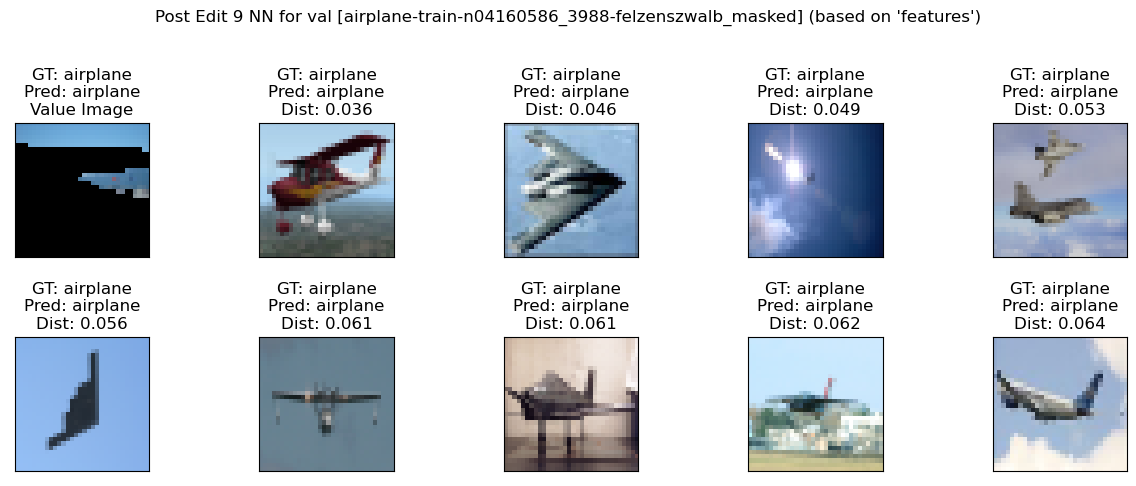 Post Edit 9 NN for val [airplane-train-n04160586_3988-felzenszwalb_masked] (based on 'features')
GT: airplane
Pred: airplane
Value Image
GT: airplane
Pred: airplane
Dist: 0.036
GT: airplane
Pred: airplane
Dist: 0.046
GT: airplane
Pred: airplane
Dist: 0.049
GT: airplane
Pred: airplane
Dist: 0.053
GT: airplane
Pred: airplane
Dist: 0.056
GT: airplane
Pred: airplane
Dist: 0.061
GT: airplane
Pred: airplane
Dist: 0.061
GT: airplane
Pred: airplane
Dist: 0.062
GT: airplane
Pred: airplane
Dist: 0.064